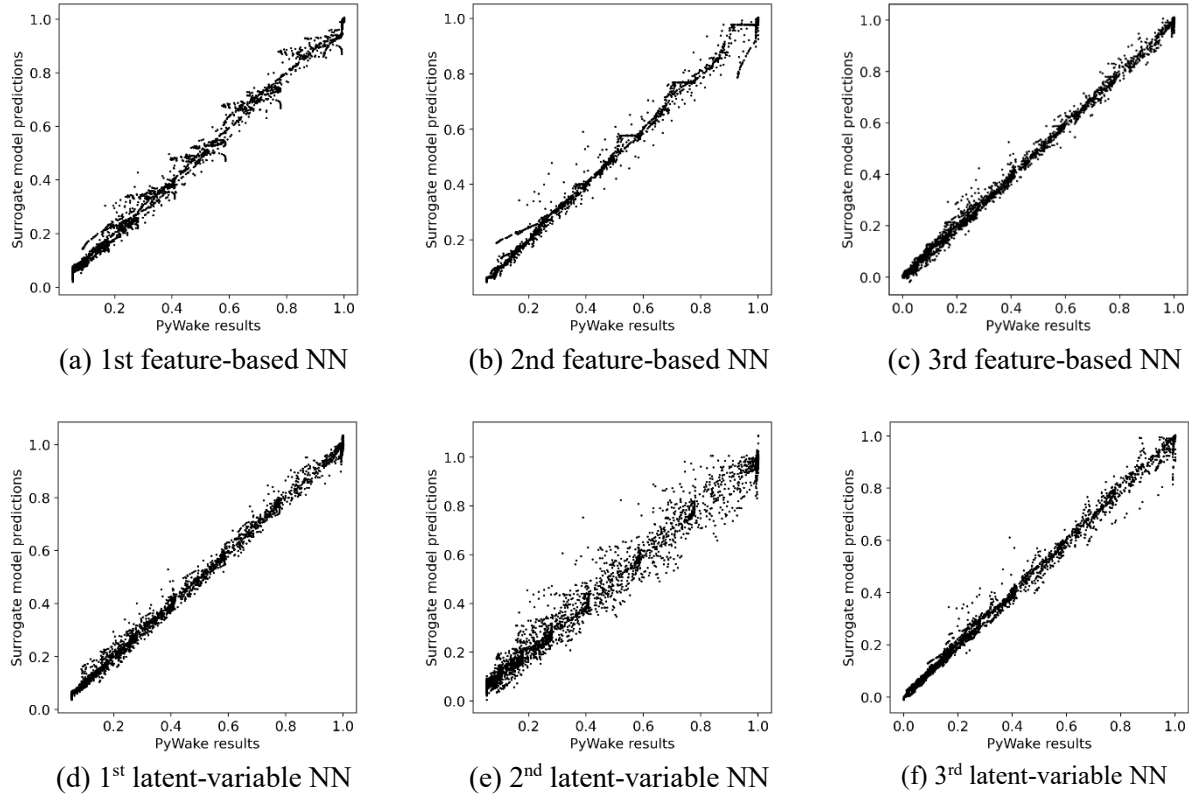 1.0
0.8
0.6
0.4
0.2
0.0
Surrogate model predictions
0.2 0.4 0.6 0.8 1.0
PyWake results
(a) 1st feature-based NN
1.0
0.8
0.6
0.4
0.2
Surrogate model predictions
0.2 0.4 0.6 0.8 1.0
PyWake results
(b) 2nd feature-based NN
1.0
0.8
0.6
0.4
0.2
0.0
Surrogate model predictions
0.0 0.2 0.4 0.6 0.8 1.0
PyWake results
(c) 3rd feature-based NN
1.0
0.8
0.6
0.4
0.2
0.0
Surrogate model predictions
0.2 0.4 0.6 0.8 1.0
PyWake results
(d) 1st latent-variable NN
1.0
0.8
0.6
0.4
0.2
0.0
Surrogate model predictions
0.2 0.4 0.6 0.8 1.0
PyWake results
(e) 2nd latent-variable NN
1.0
0.8
0.6
0.4
0.2
0.0
Surrogate model predictions
0.0 0.2 0.4 0.6 0.8 1.0
PyWake results
(f) 3rd latent-variable NN